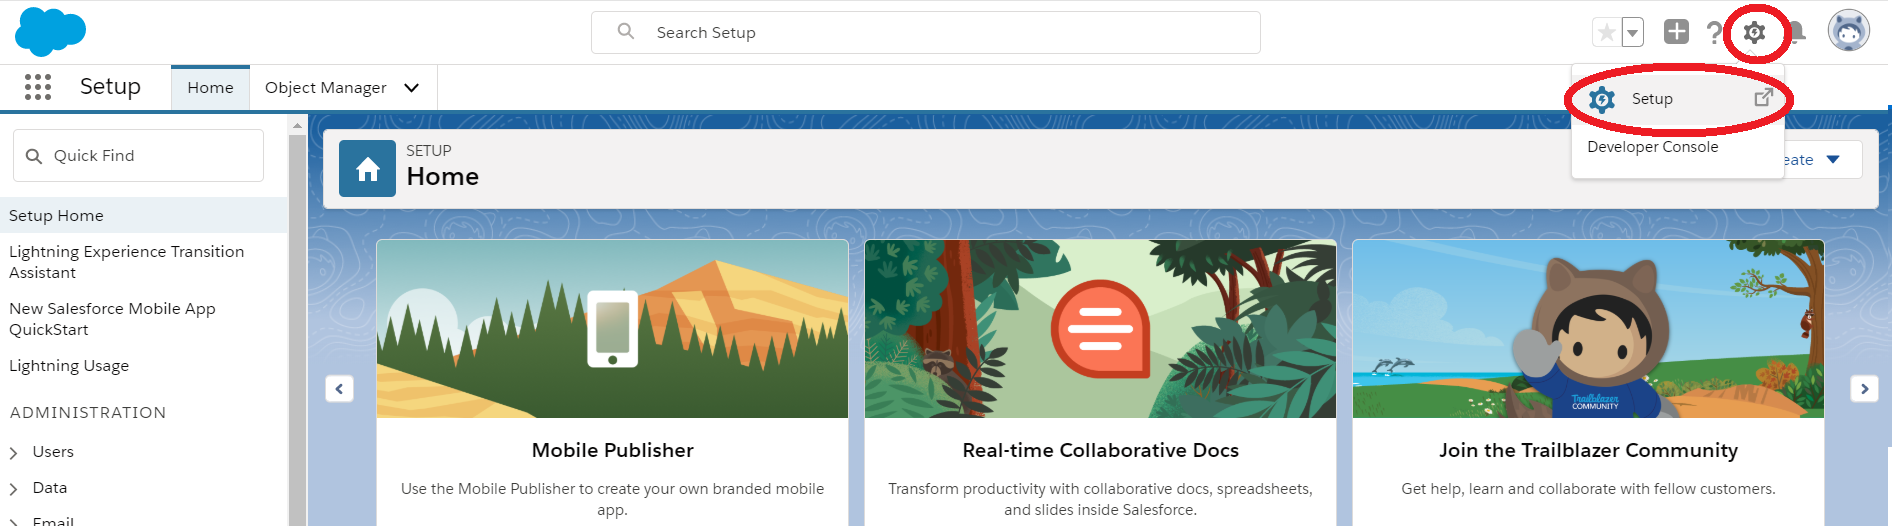 Search Setup
Setup
Home
Object Manager
Setup
Developer Console
Quick Find
SETUP
Home
Setup Home
Lightning Experience Transition
Assistant
New Salesforce Mobile App
QuickStart
Lightning Usage
ADMINISTRATION
Users
Data
Email
Trailblazer
COMMUNITY
Mobile Publisher
Use the Mobile Publisher to create your own branded mobile
app.
Real-time Collaborative Docs
Transform productivity with collaborative docs, spreadsheets,
and slides inside Salesforce.
Join the Trailblazer Community
Get help, learn and collaborate with fellow customers.